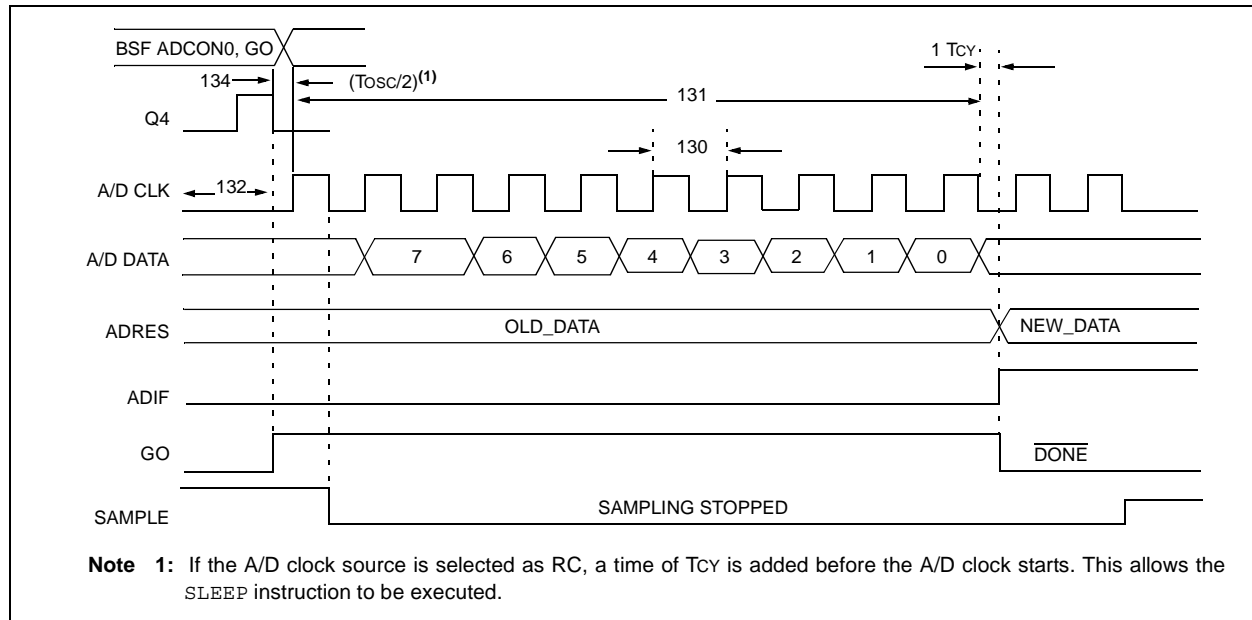 BSF ADCON0, GO
1 TCY
134
(TOSC/2)(1)
131
Q4
130
A/D CLK
132
A/D DATA
7 6 5 4 3 2 1 0
ADRES
OLD_DATA
NEW_DATA
ADIF
GO
DONE
SAMPLE
SAMPLING STOPPED
Note 1: If the A/D clock source is selected as RC, a time of TCY is added before the A/D clock starts. This allows the
SLEEP instruction to be executed.